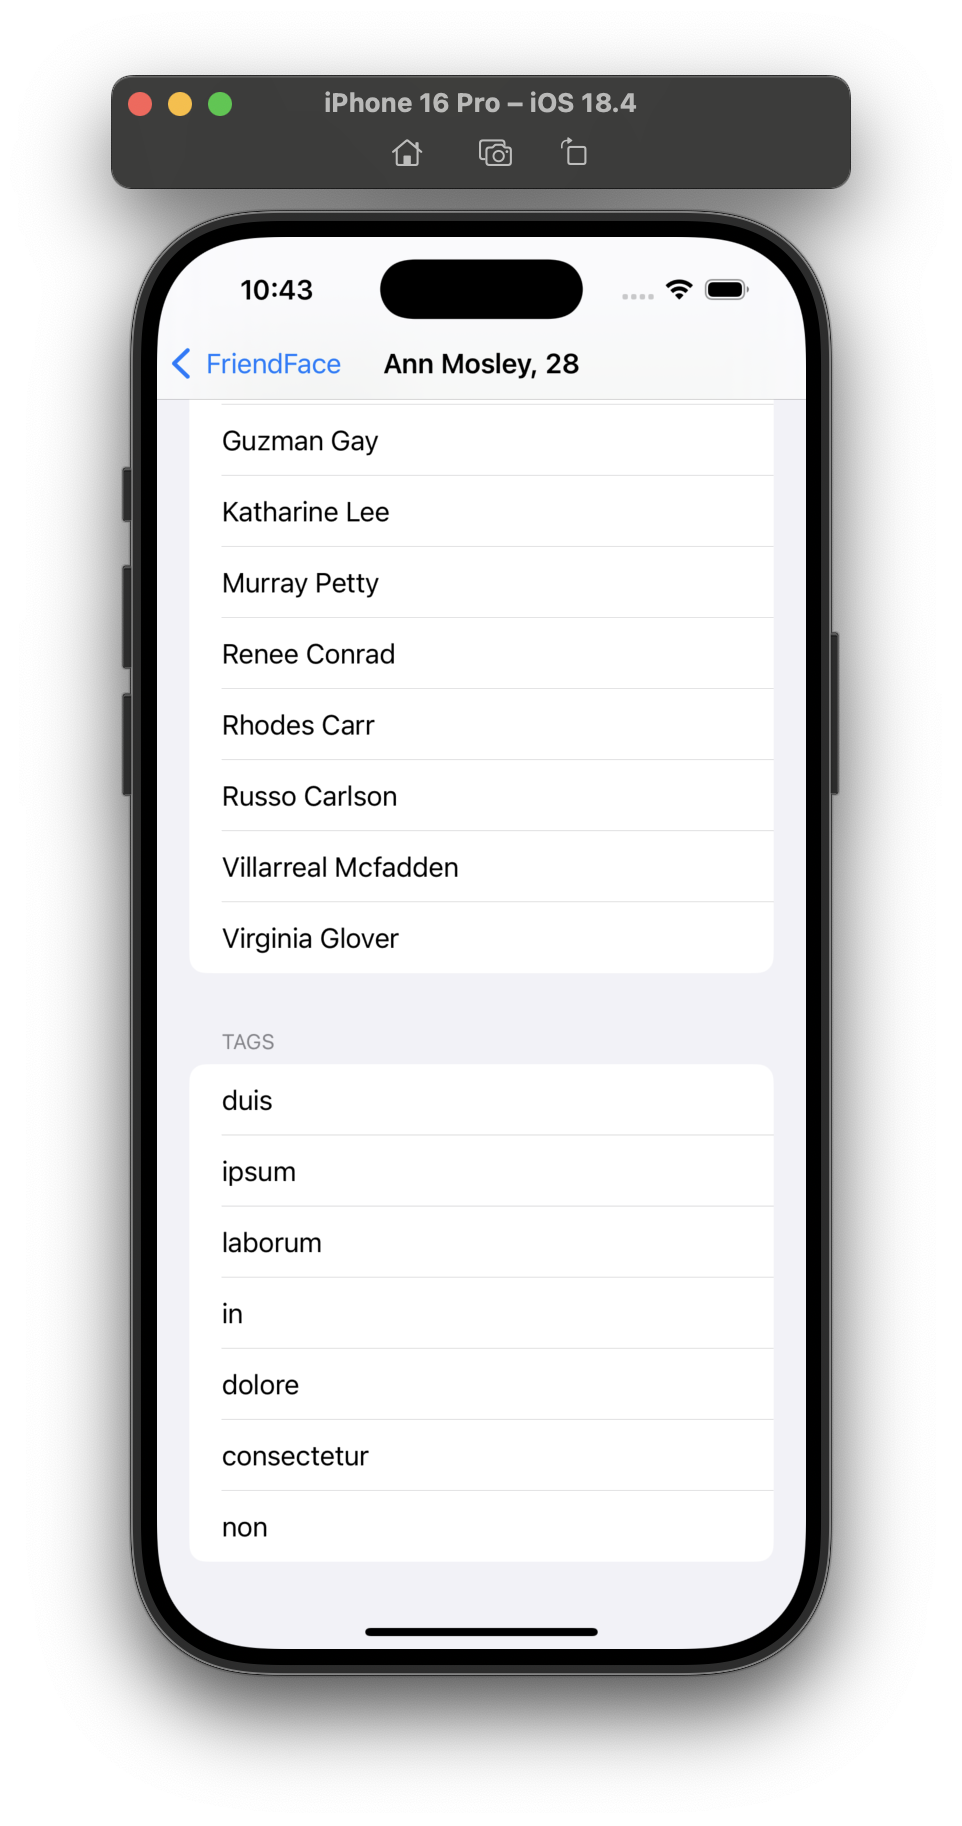 iPhone 16 Pro – iOS 18.4
10:43
FriendFace Ann Mosley, 28
Guzman Gay
Katharine Lee
Murray Petty
Renee Conrad
Rhodes Carr
Russo Carlson
Villarreal Mcfadden
Virginia Glover
TAGS
duis
ipsum
laborum
in
dolore
consectetur
non